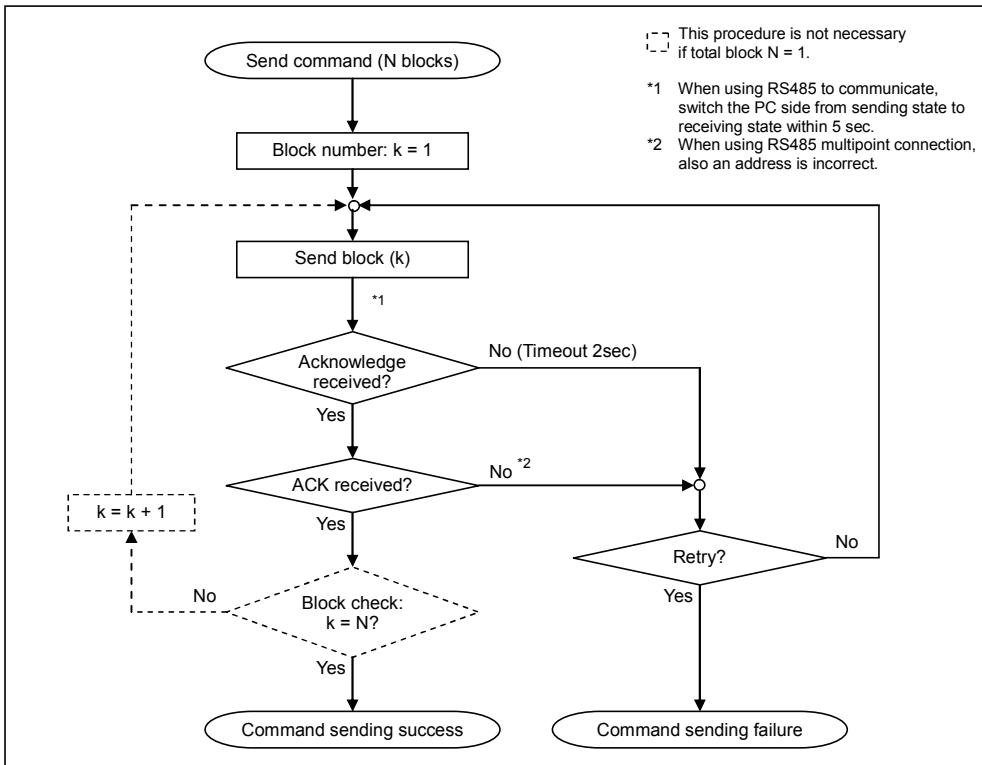 Send command (N blocks)
This procedure is not necessary
if total block N = 1.
*1 When using RS485 to communicate,
switch the PC side from sending state to
receiving state within 5 sec.
*2 When using RS485 multipoint connection,
also an address is incorrect.
Block number: k = 1
Send block (k)
*1
Acknowledge
received?
No (Timeout 2sec)
Yes
ACK received?
No *2
Yes
k = k + 1
Retry?
No
Yes
Block check:
k = N?
No
Yes
Command sending success
Command sending failure